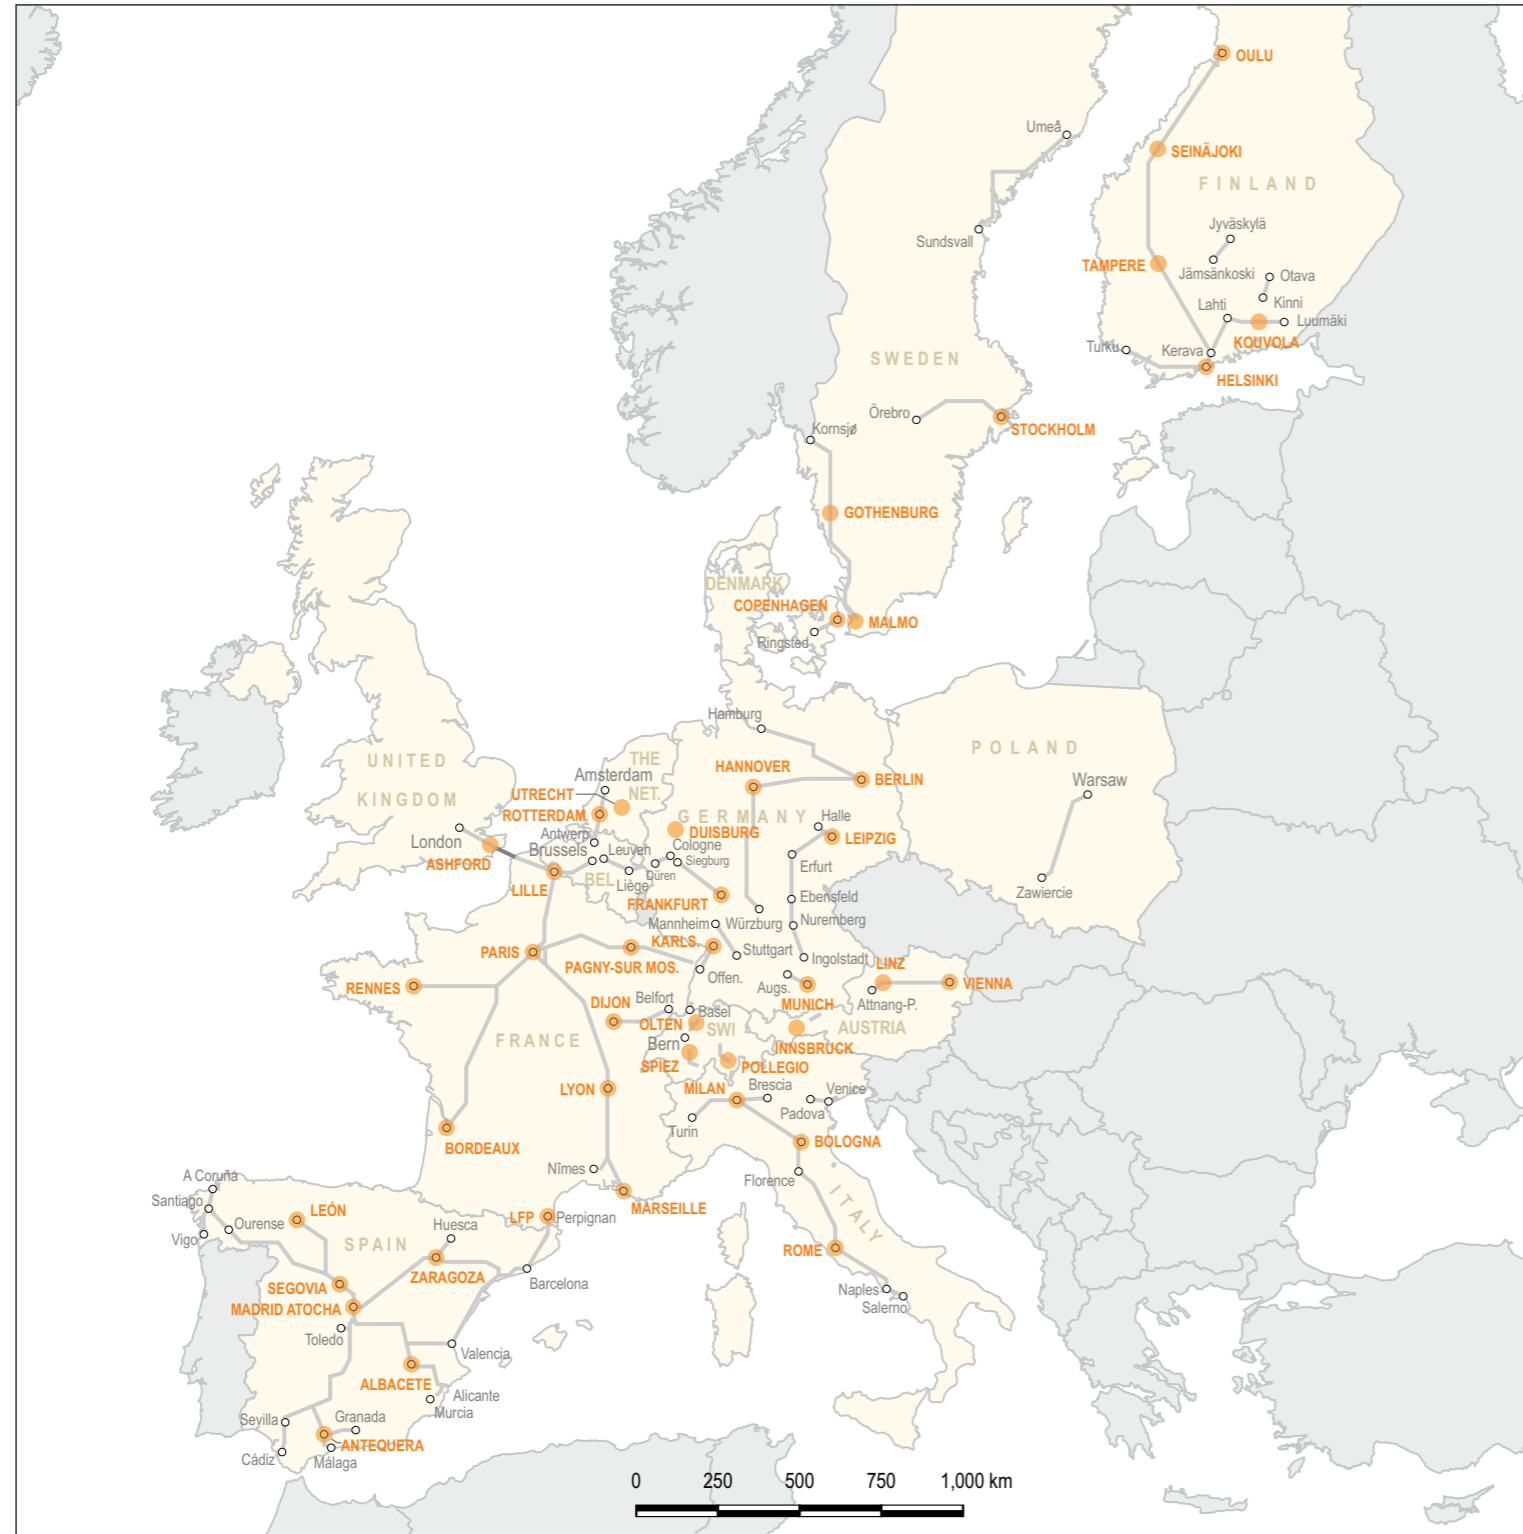 OULU
Umeå
SEINÄJOKI
FINLAND
Jyväskylä
Sundsvall
TAMPERE
Jämsänkoski
Otava
Kinni
Lahti
Luumäki
KOUVOLA
Turku
Kerava
HELSINKI
SWEDEN
Örebro
STOCKHOLM
Kornsjø
GOTHENBURG
DENMARK
COPENHAGEN
MALMO
Ringsted
Hamburg
POLAND
UNITED
KINGDOM
THE
NET.
Amsterdam
HANNOVER
BERLIN
Warsaw
UTRECHT
ROTTERDAM
GERMANY
Halle
DUISBURG
LEIPZIG
London
Antwerp
Brussels
Leuven
Cologne
Siegburg
ASHFORD
Erfurt
LILLE
BEL
Liège
Düren
Zawiercie
FRANKFURT
Ebensfeld
Mannheim
Würzburg
Nuremberg
PARIS
KARLS.
Stuttgart
PAGNY-SUR MOS.
Offen.
Ingolstadt
LINZ
RENNES
Augs.
MUNICH
VIENNA
Attnang-P.
DIJON
Belfort
Basel
OLTEN
SWI
AUSTRIA
FRANCE
Bern
INNSBRUCK
SPIEZ
POLLEGIO
LYON
MILAN
Brescia
Venice
Padova
Turin
BORDEAUX
BOLOGNA
Nîmes
Florence
ITALY
A Coruña
Santiago
LEÓN
MARSEILLE
Ourense
Huesca
LFP
Perpignan
Vigo
SPAIN
ROME
ZARAGOZA
SEGOVIA
Barcelona
MADRID ATOCHA
Naples
Salerno
Toledo
Valencia
ALBACETE
Alicante
Murcia
Sevilla
Granada
ANTEQUERA
Cádiz
Málaga
0 250 500 750 1,000 km